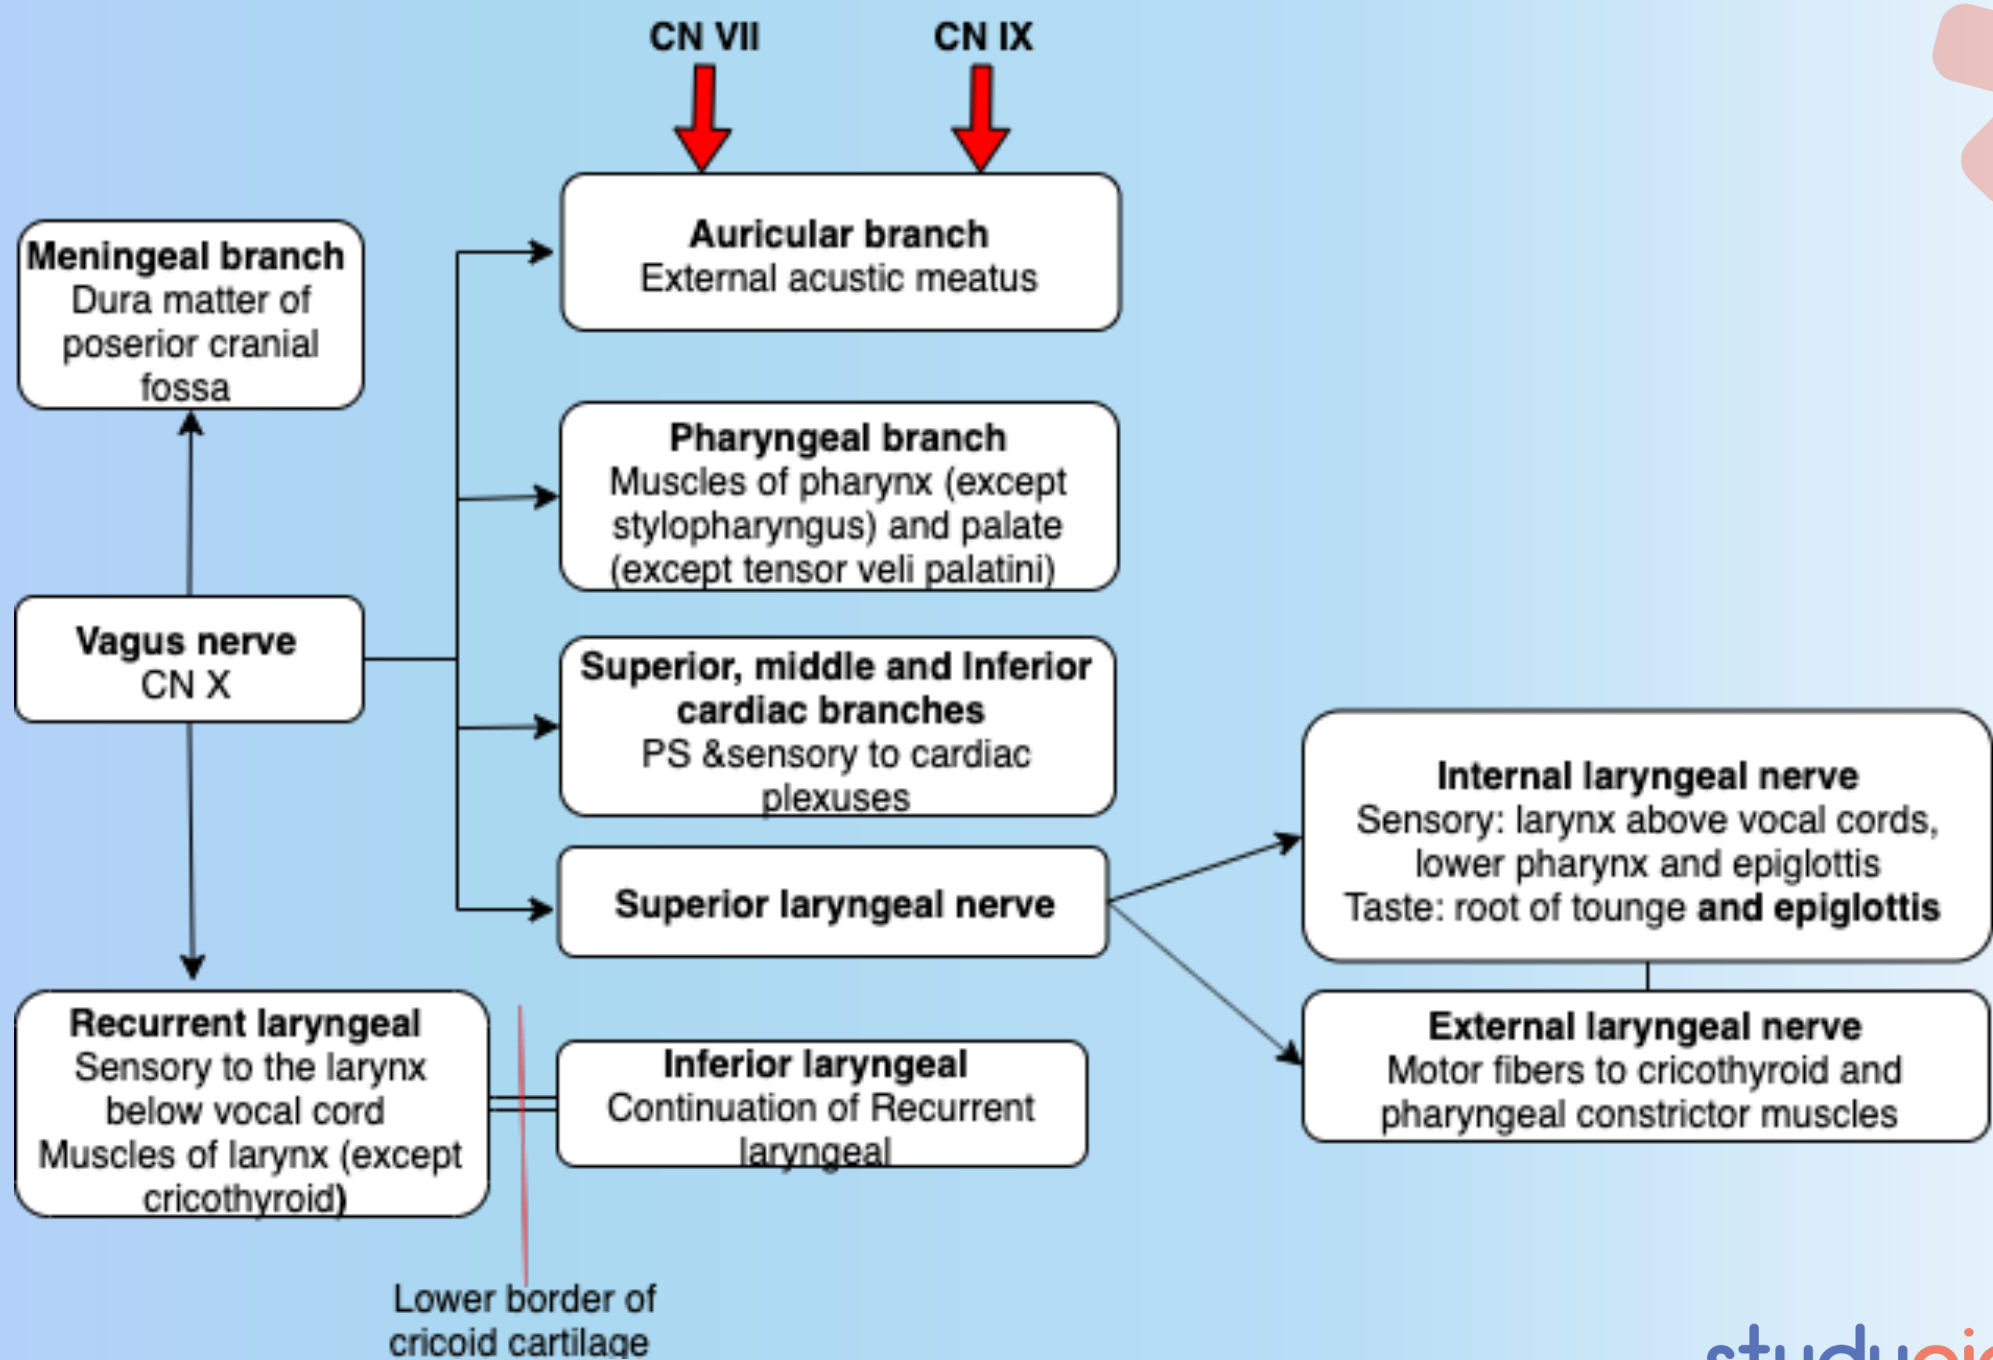 CN VII
CN IX
Auricular branch
External acustic meatus
Meningeal branch
Dura matter of
poserior cranial
fossa
Pharyngeal branch
Muscles of pharynx (except
stylopharyngus) and palate
(except tensor veli palatini)
Vagus nerve
CN X
Superior, middle and Inferior
cardiac branches
PS &sensory to cardiac
plexuses
Superior laryngeal nerve
Internal laryngeal nerve
Sensory: larynx above vocal cords,
lower pharynx and epiglottis
Taste: root of tounge and epiglottis
External laryngeal nerve
Motor fibers to cricothyroid and
pharyngeal constrictor muscles
Recurrent laryngeal
Sensory to the larynx
below vocal cord
Muscles of larynx (except
cricothyroid)
Inferior laryngeal
Continuation of Recurrent
laryngeal
Lower border of
cricoid cartilage